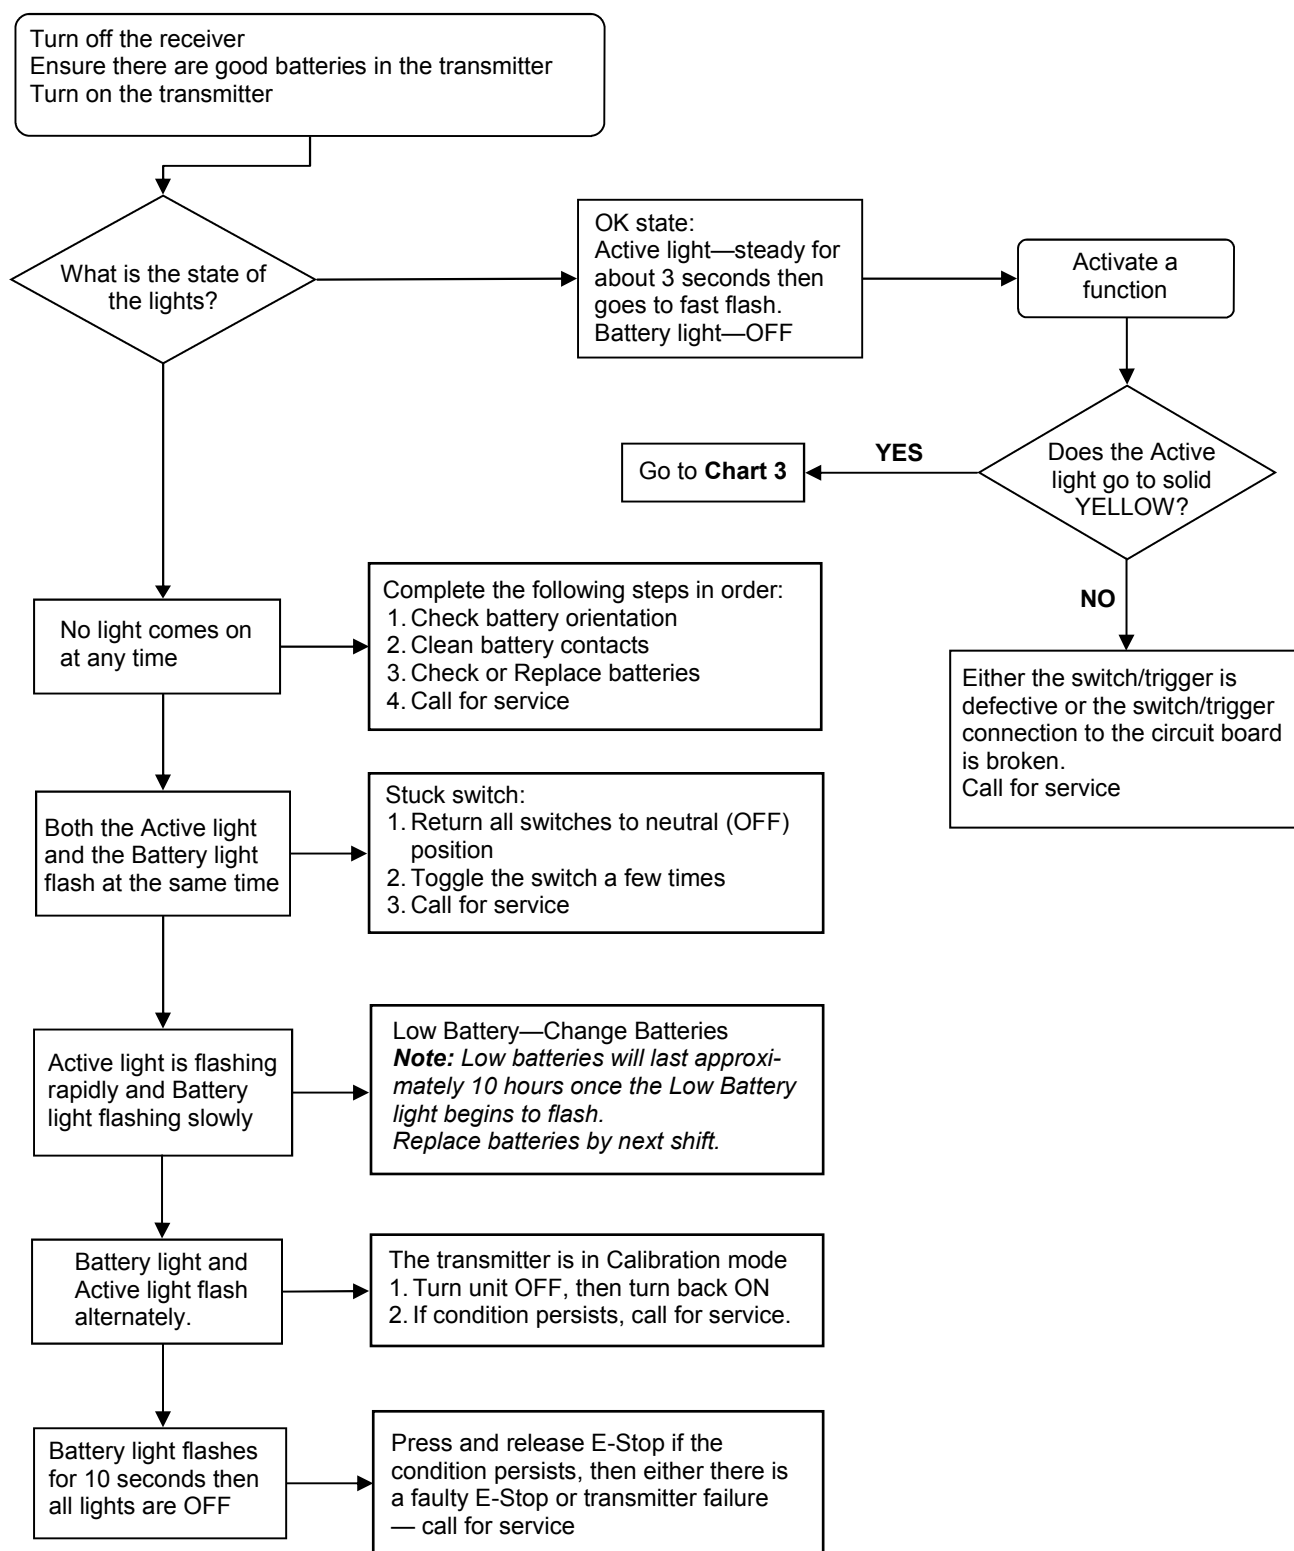 Turn off the receiver
Ensure there are good batteries in the transmitter
Turn on the transmitter
What is the state of
the lights?
OK state:
Active light—steady for
about 3 seconds then
goes to fast flash.
Battery light—OFF
Activate a
function
Does the Active
light go to solid
YELLOW?
YES
Go to Chart 3
NO
Either the switch/trigger is
defective or the switch/trigger
connection to the circuit board
is broken.
Call for service
No light comes on
at any time
Complete the following steps in order:
1. Check battery orientation
2. Clean battery contacts
3. Check or Replace batteries
4. Call for service
Both the Active light
and the Battery light
flash at the same time
Stuck switch:
1. Return all switches to neutral (OFF)
position
2. Toggle the switch a few times
3. Call for service
Active light is flashing
rapidly and Battery
light flashing slowly
Low Battery—Change Batteries
Note: Low batteries will last approxi-
mately 10 hours once the Low Battery
light begins to flash.
Replace batteries by next shift.
Battery light and
Active light flash
alternately.
The transmitter is in Calibration mode
1. Turn unit OFF, then turn back ON
2. If condition persists, call for service.
Battery light flashes
for 10 seconds then
all lights are OFF
Press and release E-Stop if the
condition persists, then either there is
a faulty E-Stop or transmitter failure
— call for service